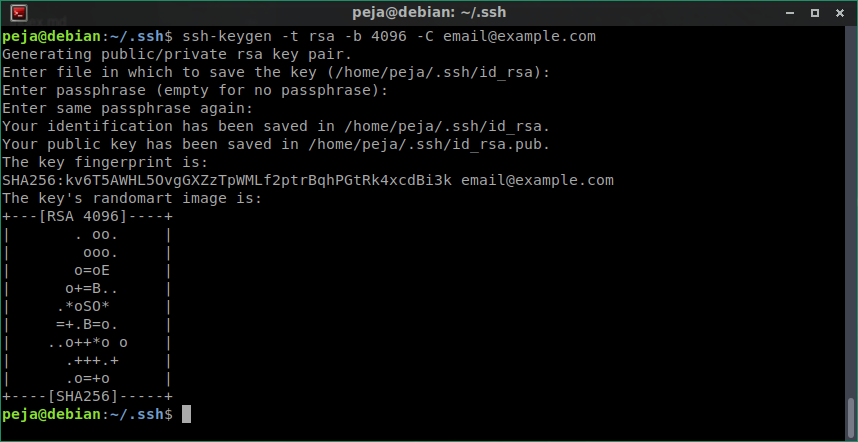 peja@debian: ~/.ssh
peja@debian:~/.ssh$ ssh-keygen -t rsa -b 4096 -C email@example.com
Generating public/private rsa key pair.
Enter file in which to save the key (/home/peja/.ssh/id_rsa):
Enter passphrase (empty for no passphrase):
Enter same passphrase again:
Your identification has been saved in /home/peja/.ssh/id_rsa.
Your public key has been saved in /home/peja/.ssh/id_rsa.pub.
The key fingerprint is:
SHA256:kv6T5AWHL5OvgGXZzTpWMLf2ptrBqhPGtRk4xcdBi3k email@example.com
The key's randomart image is:
+---[RSA 4096]----+
|       . oo.     |
|        ooo.     |
|       o=oE      |
|      o+=B..     |
|     .*oSO*      |
|     =+.B=o.     |
|    ..o++*o o    |
|      .+++.+     |
|      .o=+o      |
+----[SHA256]-----+
peja@debian:~/.ssh$